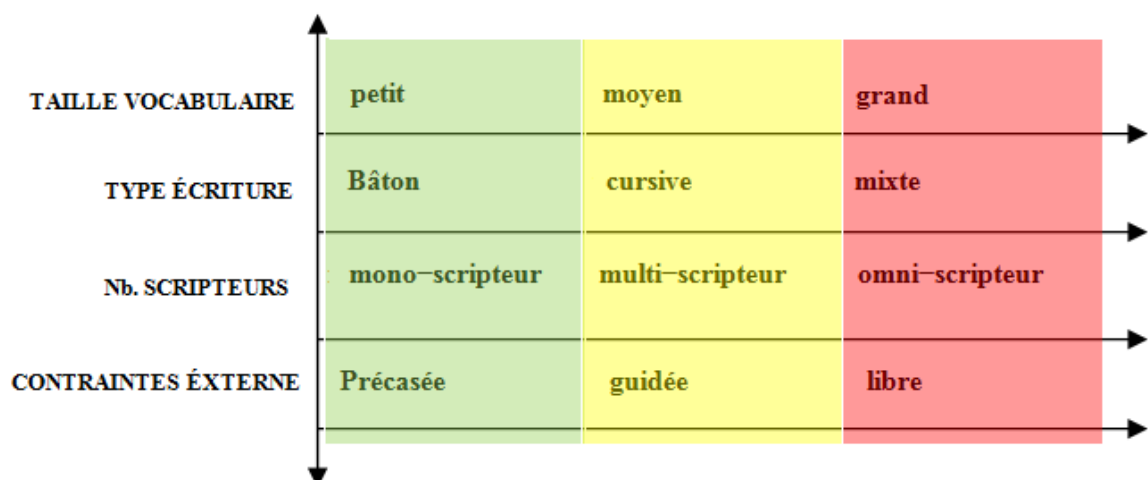 TAILLE VOCABULAIRE petit moyen grand
TYPE ÉCRITURE Bâton cursive mixte
Nb. SCRIPTEURS mono−scripteur multi−scripteur omni−scripteur
CONTRAINTES ÉXTERNE Précasée guidée libre